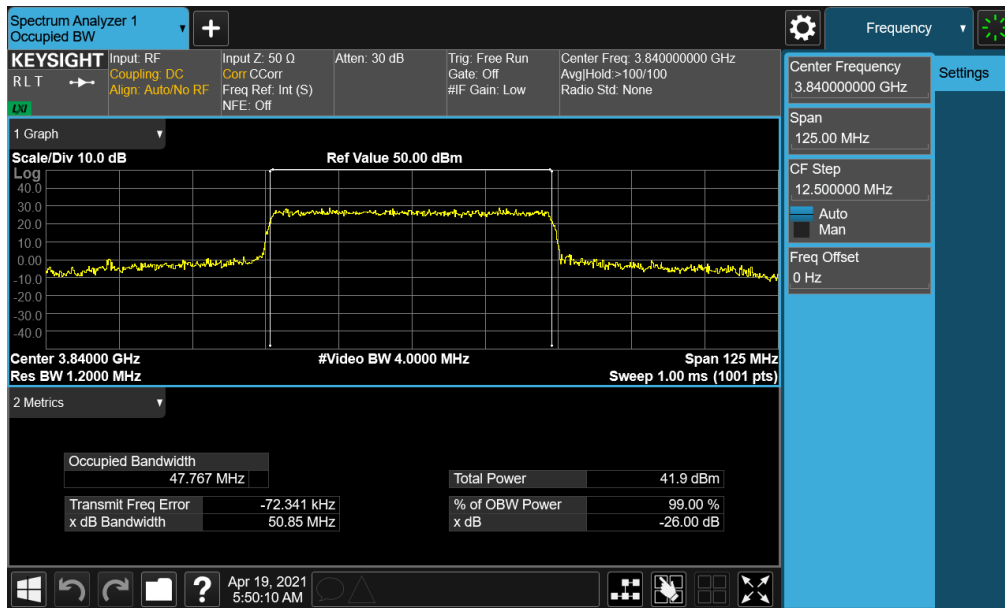 Spectrum Analyzer 1
Occupied BW
+
Frequency
KEYSIGHT
R L T
LXI
Input: RF
Coupling: DC
Align: Auto/No RF
Input Z: 50 Ω
Corr CCorr
Freq Ref: Int (S)
NFE: Off
Atten: 30 dB
Trig: Free Run
Gate: Off
#IF Gain: Low
Center Freq: 3.840000000 GHz
Avg|Hold:>100/100
Radio Std: None
Center Frequency
3.840000000 GHz
Settings
Span
125.00 MHz
CF Step
12.500000 MHz
Auto
Man
Freq Offset
0 Hz
1 Graph
Scale/Div 10.0 dB
Ref Value 50.00 dBm
Log
40.0
30.0
20.0
10.0
0.00
-10.0
-20.0
-30.0
-40.0
Center 3.84000 GHz
#Video BW 4.0000 MHz
Span 125 MHz
Res BW 1.2000 MHz
Sweep 1.00 ms (1001 pts)
2 Metrics
Occupied Bandwidth
47.767 MHz
Total Power 41.9 dBm
Transmit Freq Error -72.341 kHz
% of OBW Power 99.00 %
x dB Bandwidth 50.85 MHz
x dB -26.00 dB
?
Apr 19, 2021
5:50:10 AM